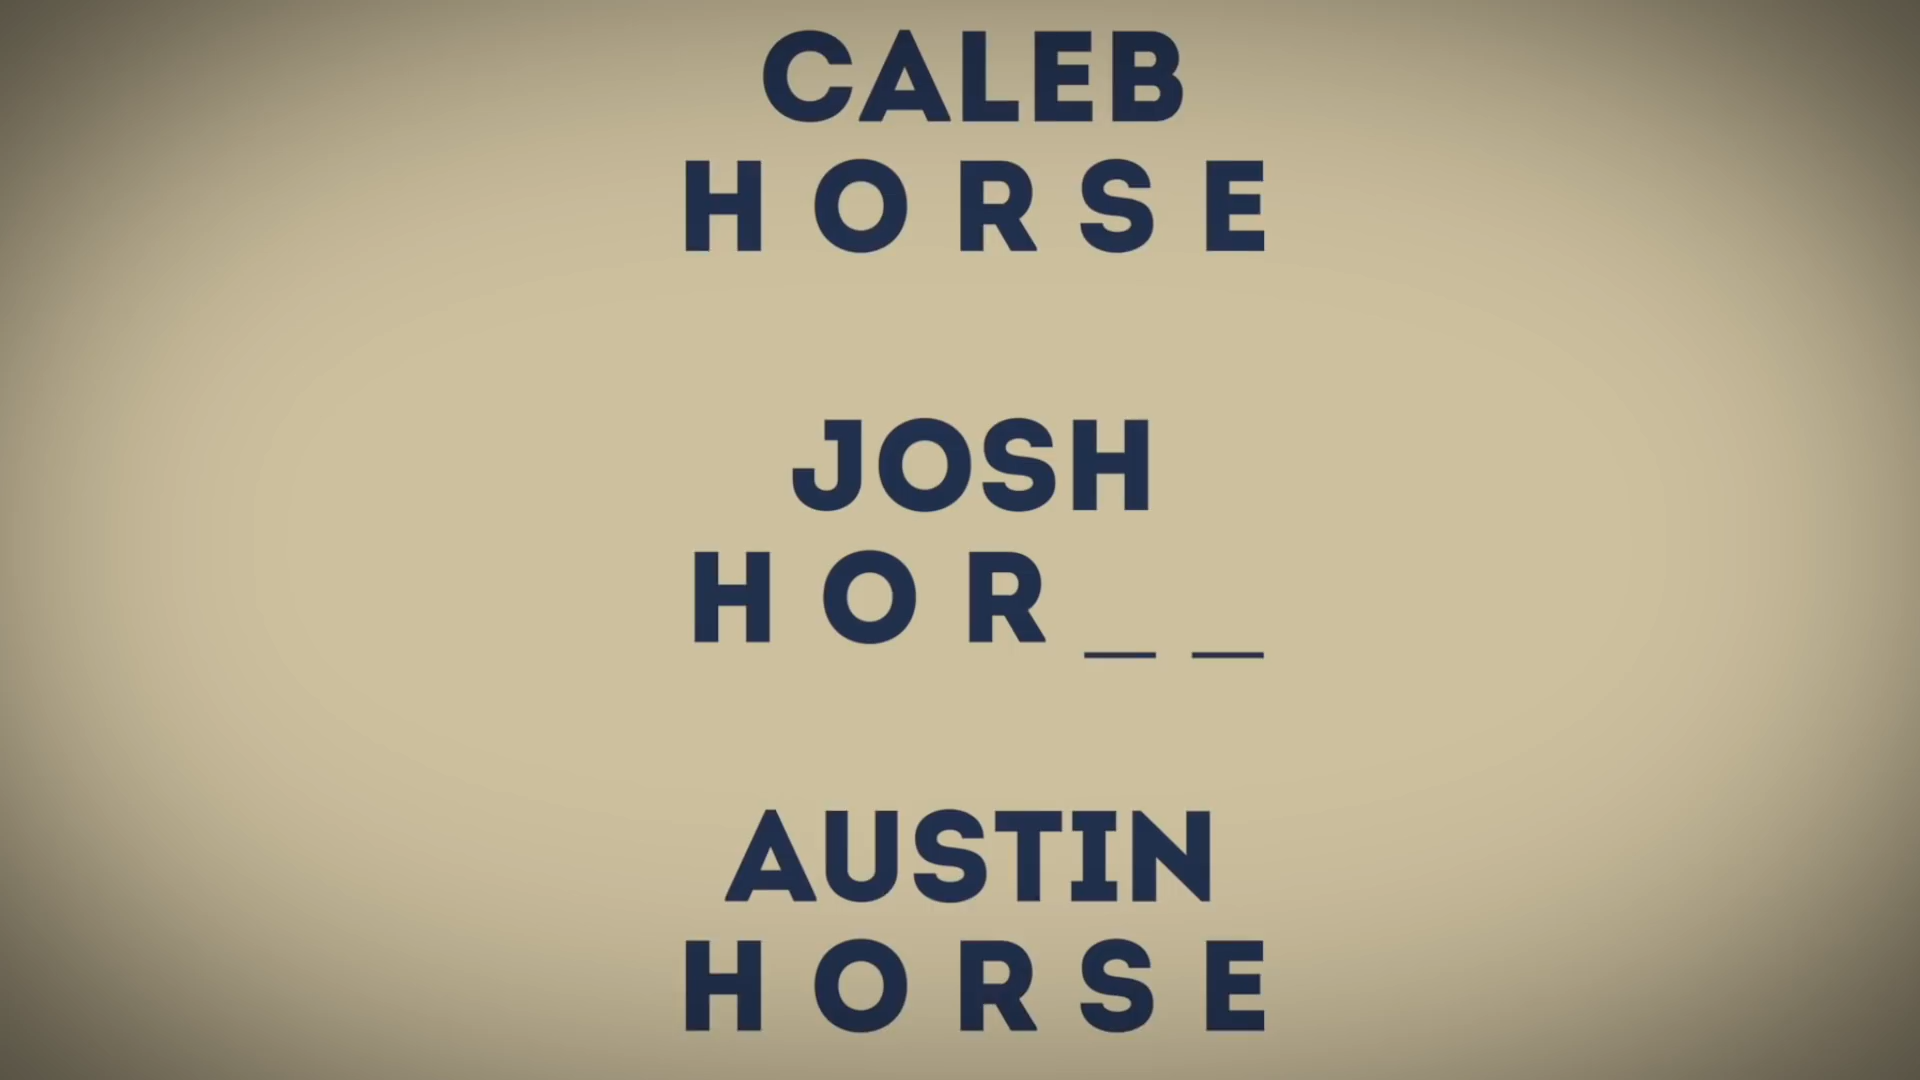 CALEB
H O R S E
JOSH
H O R _ _
AUSTIN
H O R S E